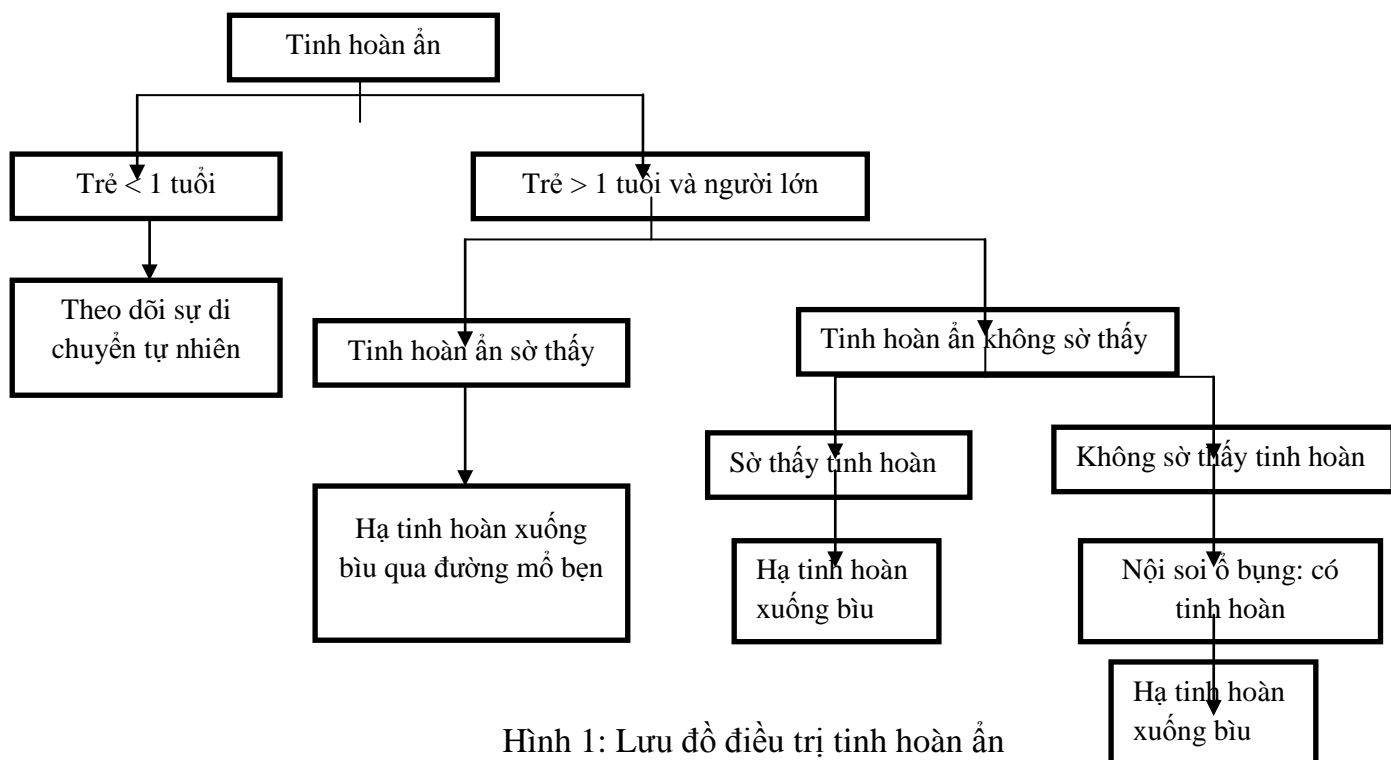 Tinh hoàn ẩn
Trẻ < 1 tuổi
Trẻ > 1 tuổi và người lớn
Theo dõi sự di
chuyển tự nhiên
Tinh hoàn ẩn sờ thấy
Tinh hoàn ẩn không sờ thấy
Sờ thấy tinh hoàn
Không sờ thấy tinh hoàn
Hạ tinh hoàn xuống
bìu qua đường mổ bẹn
Hạ tinh hoàn
xuống bìu
Nội soi ổ bụng: có
tinh hoàn
Hạ tinh hoàn
xuống bìu
Hình 1: Lưu đồ điều trị tinh hoàn ẩn